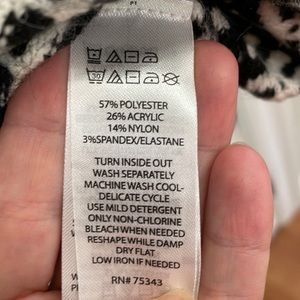 57% POLYESTER
26% ACRYLIC
14% NYLON
3%SPANDEX/ELASTANE
TURN INSIDE OUT
WASH SEPARATELY
MACHINE WASH COOL-
DELICATE CYCLE
USE MILD DETERGENT
ONLY NON-CHLORINE
BLEACH WHEN NEEDED
RESHAPE WHILE DAMP
DRY FLAT
LOW IRON IF NEEDED
RN# 75343